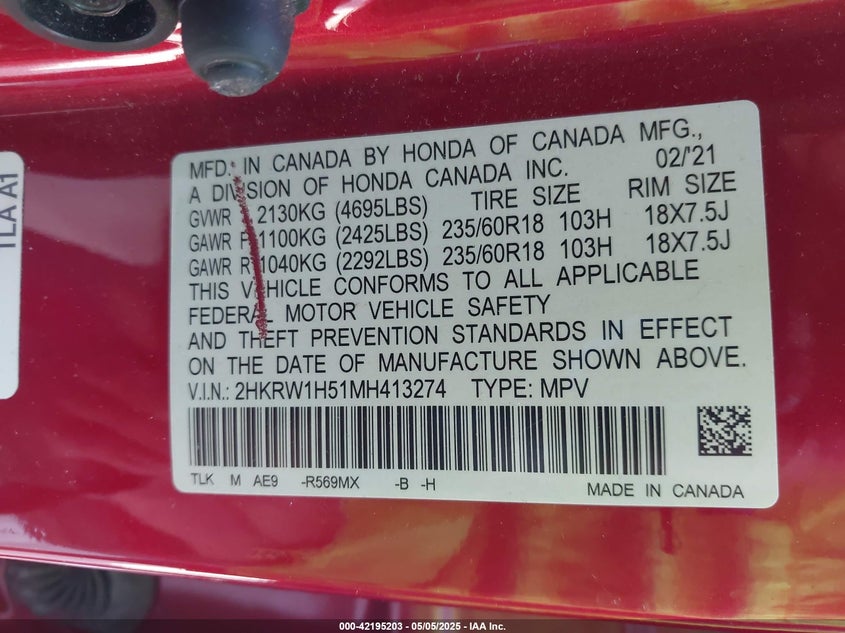 TLA A1
MFD. IN CANADA BY HONDA OF CANADA MFG.,
A DIVISION OF HONDA CANADA INC. 02/'21
GVWR 2130KG (4695LBS) TIRE SIZE RIM SIZE
GAWR F 1100KG (2425LBS) 235/60R18 103H 18X7.5J
GAWR R 1040KG (2292LBS) 235/60R18 103H 18X7.5J
THIS VEHICLE CONFORMS TO ALL APPLICABLE
FEDERAL MOTOR VEHICLE SAFETY
AND THEFT PREVENTION STANDARDS IN EFFECT
ON THE DATE OF MANUFACTURE SHOWN ABOVE.
V.I.N.: 2HKRW1H51MH413274 TYPE: MPV
TLK M AE9 -R569MX -B -H
MADE IN CANADA
000-42195203 - 05/05/2025 - IAA Inc.